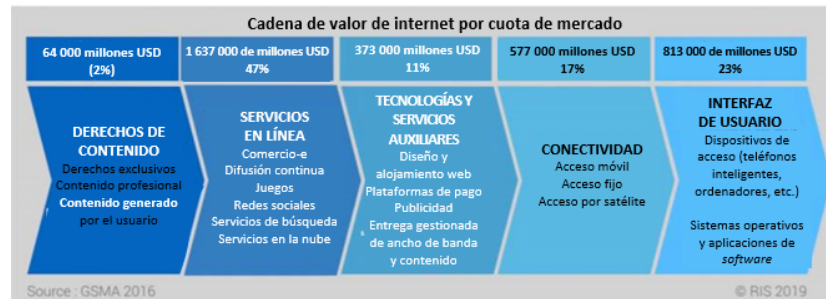 Cadena de valor de internet por cuota de mercado
64 000 millones USD
(2%)
1 637 000 de millones USD
47%
373 000 millones USD
11%
577 000 millones USD
17%
813 000 de millones USD
23%
DERECHOS DE
CONTENIDO
Derechos exclusivos
Contenido profesional
Contenido generado
por el usuario
SERVICIOS
EN LÍNEA
Comercio-e
Difusión continua
Juegos
Redes sociales
Servicios de búsqueda
Servicios en la nube
TECNOLOGÍAS Y
SERVICIOS
AUXILIARES
Diseño y
alojamiento web
Plataformas de pago
Publicidad
Entrega gestionada
de ancho de banda
y contenido
CONECTIVIDAD
Acceso móvil
Acceso fijo
Acceso por satélite
INTERFAZ
DE USUARIO
Dispositivos de
acceso (teléfonos
inteligentes,
ordenadores, etc.)
Sistemas operativos
y aplicaciones de
software
Source : GSMA 2016
© RIS 2019